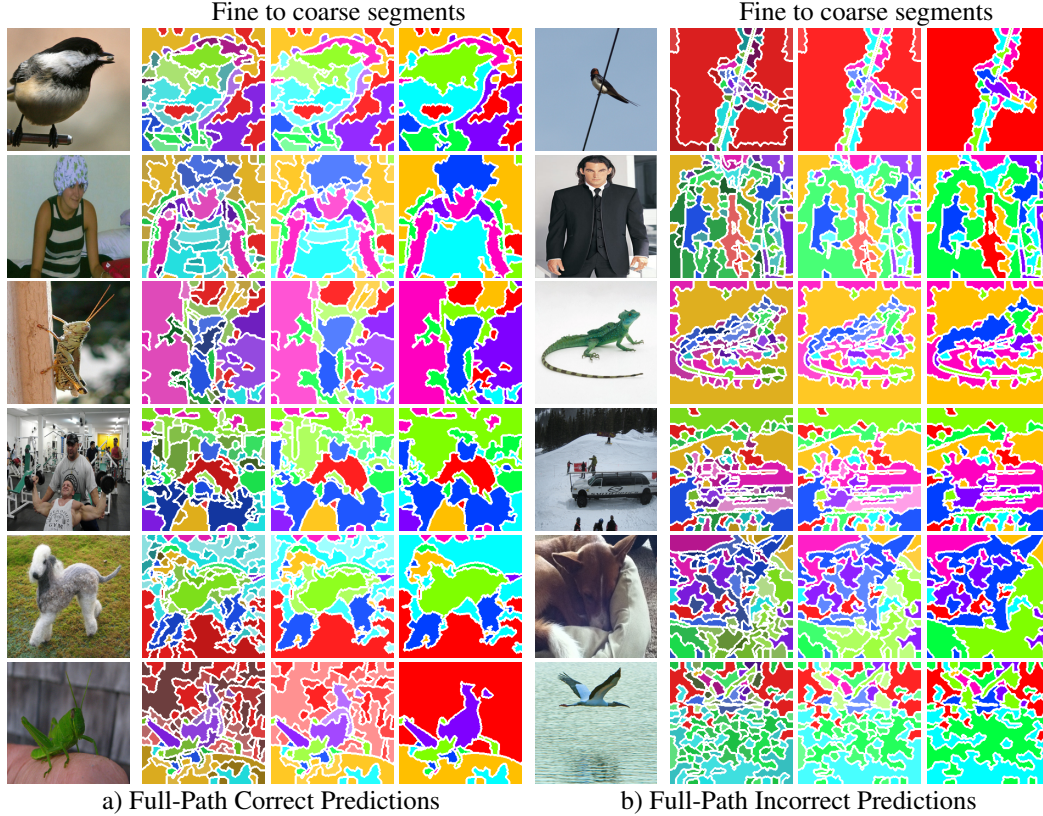 Fine to coarse segments
Fine to coarse segments
a) Full-Path Correct Predictions
b) Full-Path Incorrect Predictions